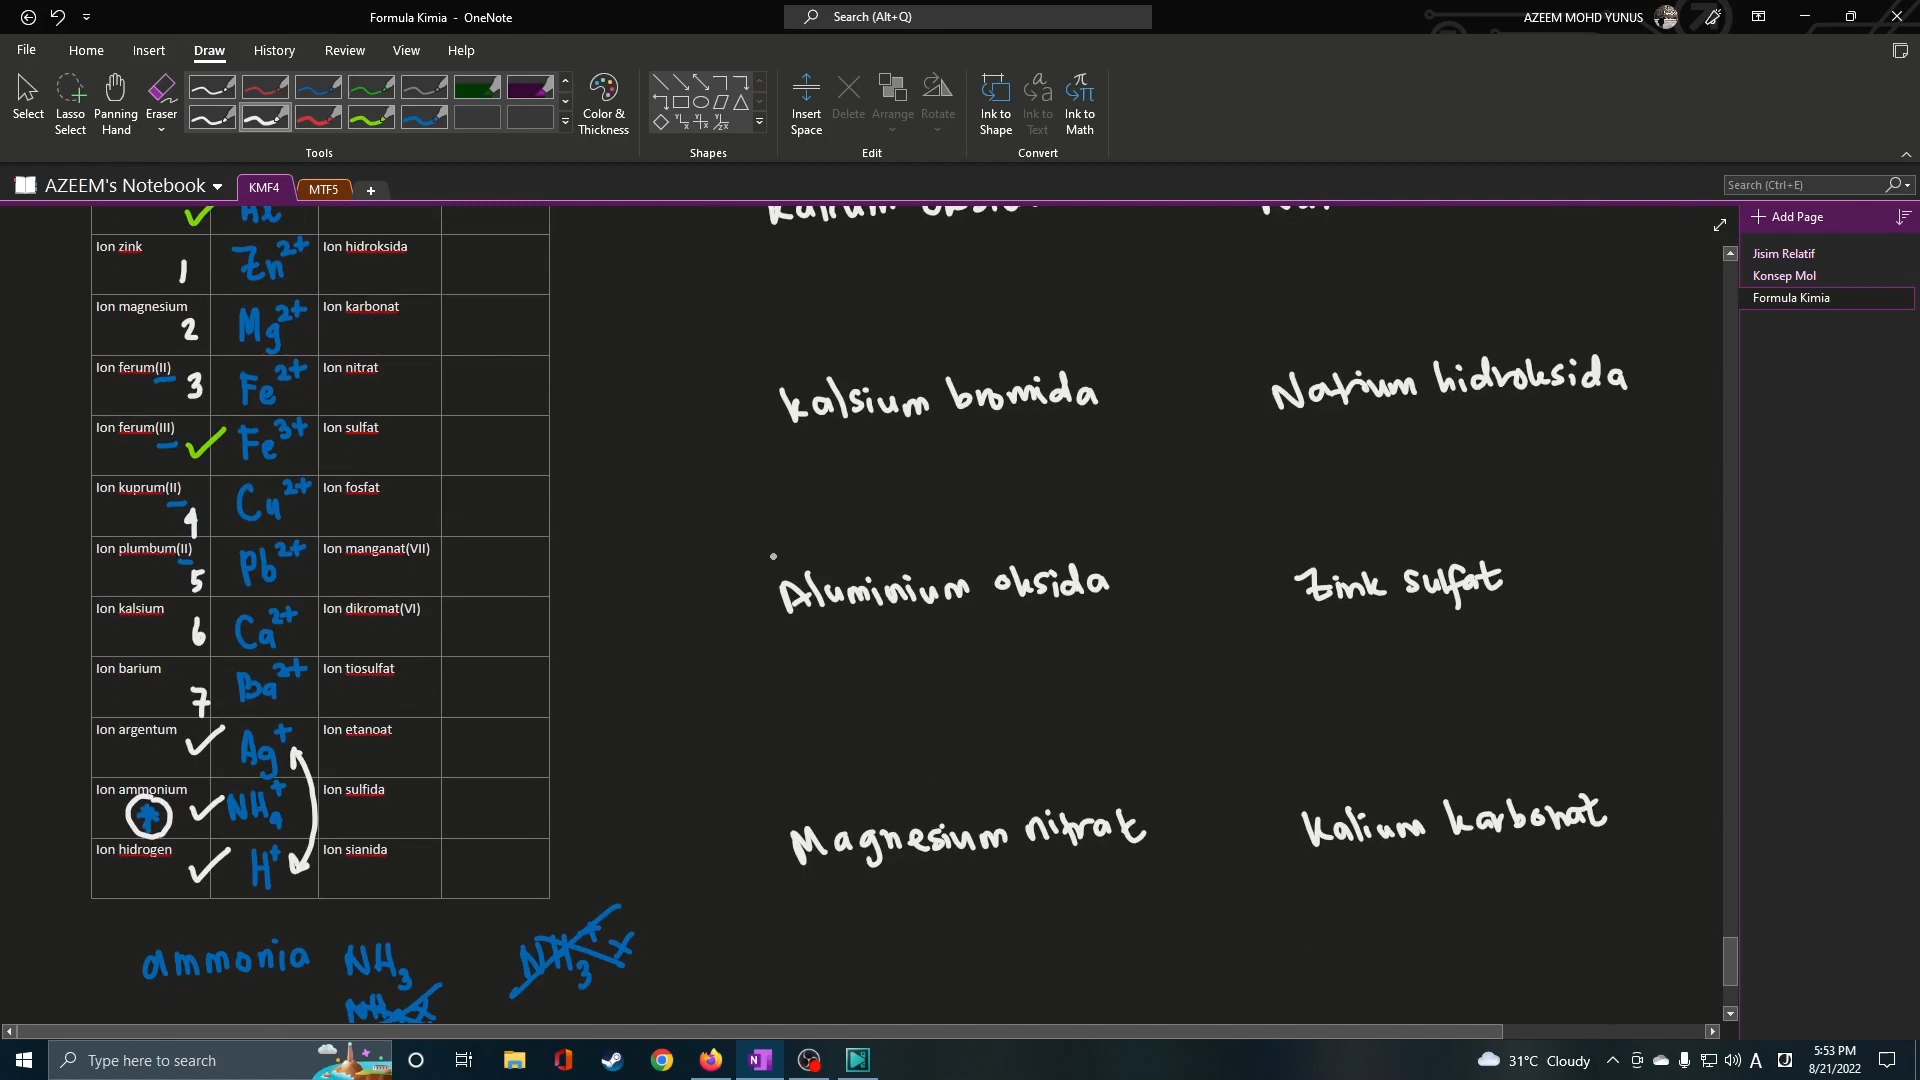 Formula Kimia - OneNote
Search (Alt+Q)
AZEEM MOHD YUNUS
File Home Insert Draw History Review View Help
Select
Lasso Select
Panning Hand
Eraser
Color & Thickness
Insert Space
Delete
Arrange
Rotate
Ink to Shape
Ink to Text
Ink to Math
Tools
Shapes
Edit
Convert
AZEEM's Notebook
KMF4
MTF5
Search (Ctrl+E)
Add Page
Jisim Relatif
Konsep Mol
Formula Kimia
Ion zink 1 Zn2+ Ion hidroksida
Ion magnesium 2 Mg2+ Ion karbonat
Ion ferum(II) 3 Fe2+ Ion nitrat
Ion ferum(III) Fe3+ Ion sulfat
Ion kuprum(II) 4 Cu2+ Ion fosfat
Ion plumbum(II) 5 Pb2+ Ion manganat(VII)
Ion kalsium 6 Ca2+ Ion dikromat(VI)
Ion barium 7 Ba2+ Ion tiosulfat
Ion argentum Ag+ Ion etanoat
Ion ammonium NH4+ Ion sulfida
Ion hidrogen H+ Ion sianida
ammonia NH3
NH3+ x
kalsium bromida
Natrium hidroksida
Aluminium oksida
Zink sulfat
Magnesium nitrat
kalium karbonat
Type here to search
31°C Cloudy
A
5:53 PM
8/21/2022